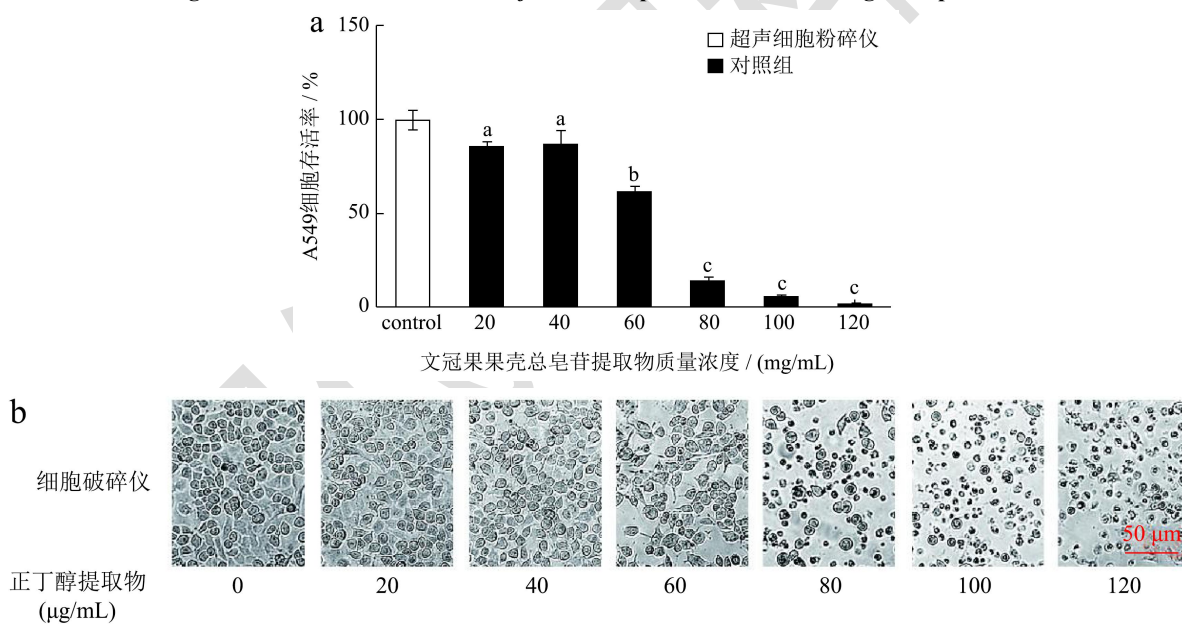 a
150
100
50
0
A549细胞存活率 / %
超声细胞粉碎仪
对照组
a
a
b
c
c
c
control 20 40 60 80 100 120
文冠果果壳总皂苷提取物质量浓度 / (mg/mL)
b
细胞破碎仪
50 μm
正丁醇提取物
(μg/mL)
0 20 40 60 80 100 120